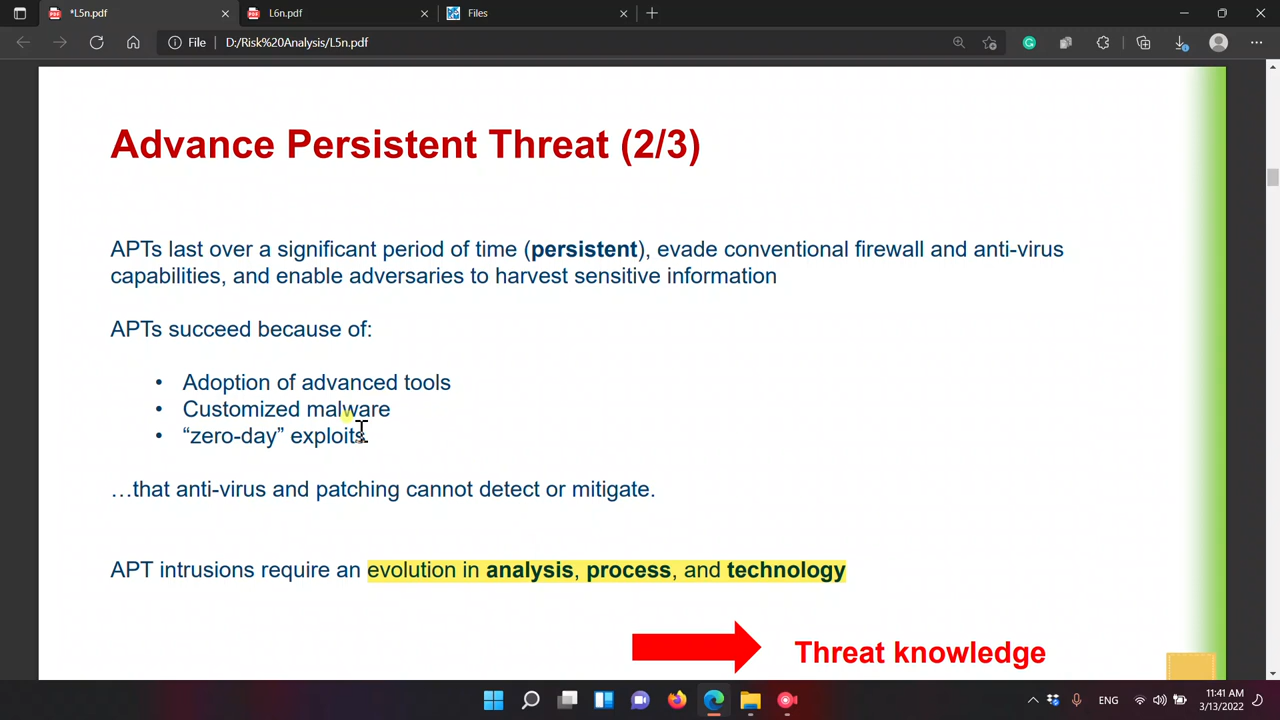 *L5n.pdf
L6n.pdf
Files
File
D:/Risk%20Analysis/L5n.pdf
Advance Persistent Threat (2/3)
APTs last over a significant period of time (persistent), evade conventional firewall and anti-virus
capabilities, and enable adversaries to harvest sensitive information
APTs succeed because of:
• Adoption of advanced tools
• Customized malware
• “zero-day” exploits
…that anti-virus and patching cannot detect or mitigate.
APT intrusions require an evolution in analysis, process, and technology
Threat knowledge
ENG
11:41 AM
3/13/2022